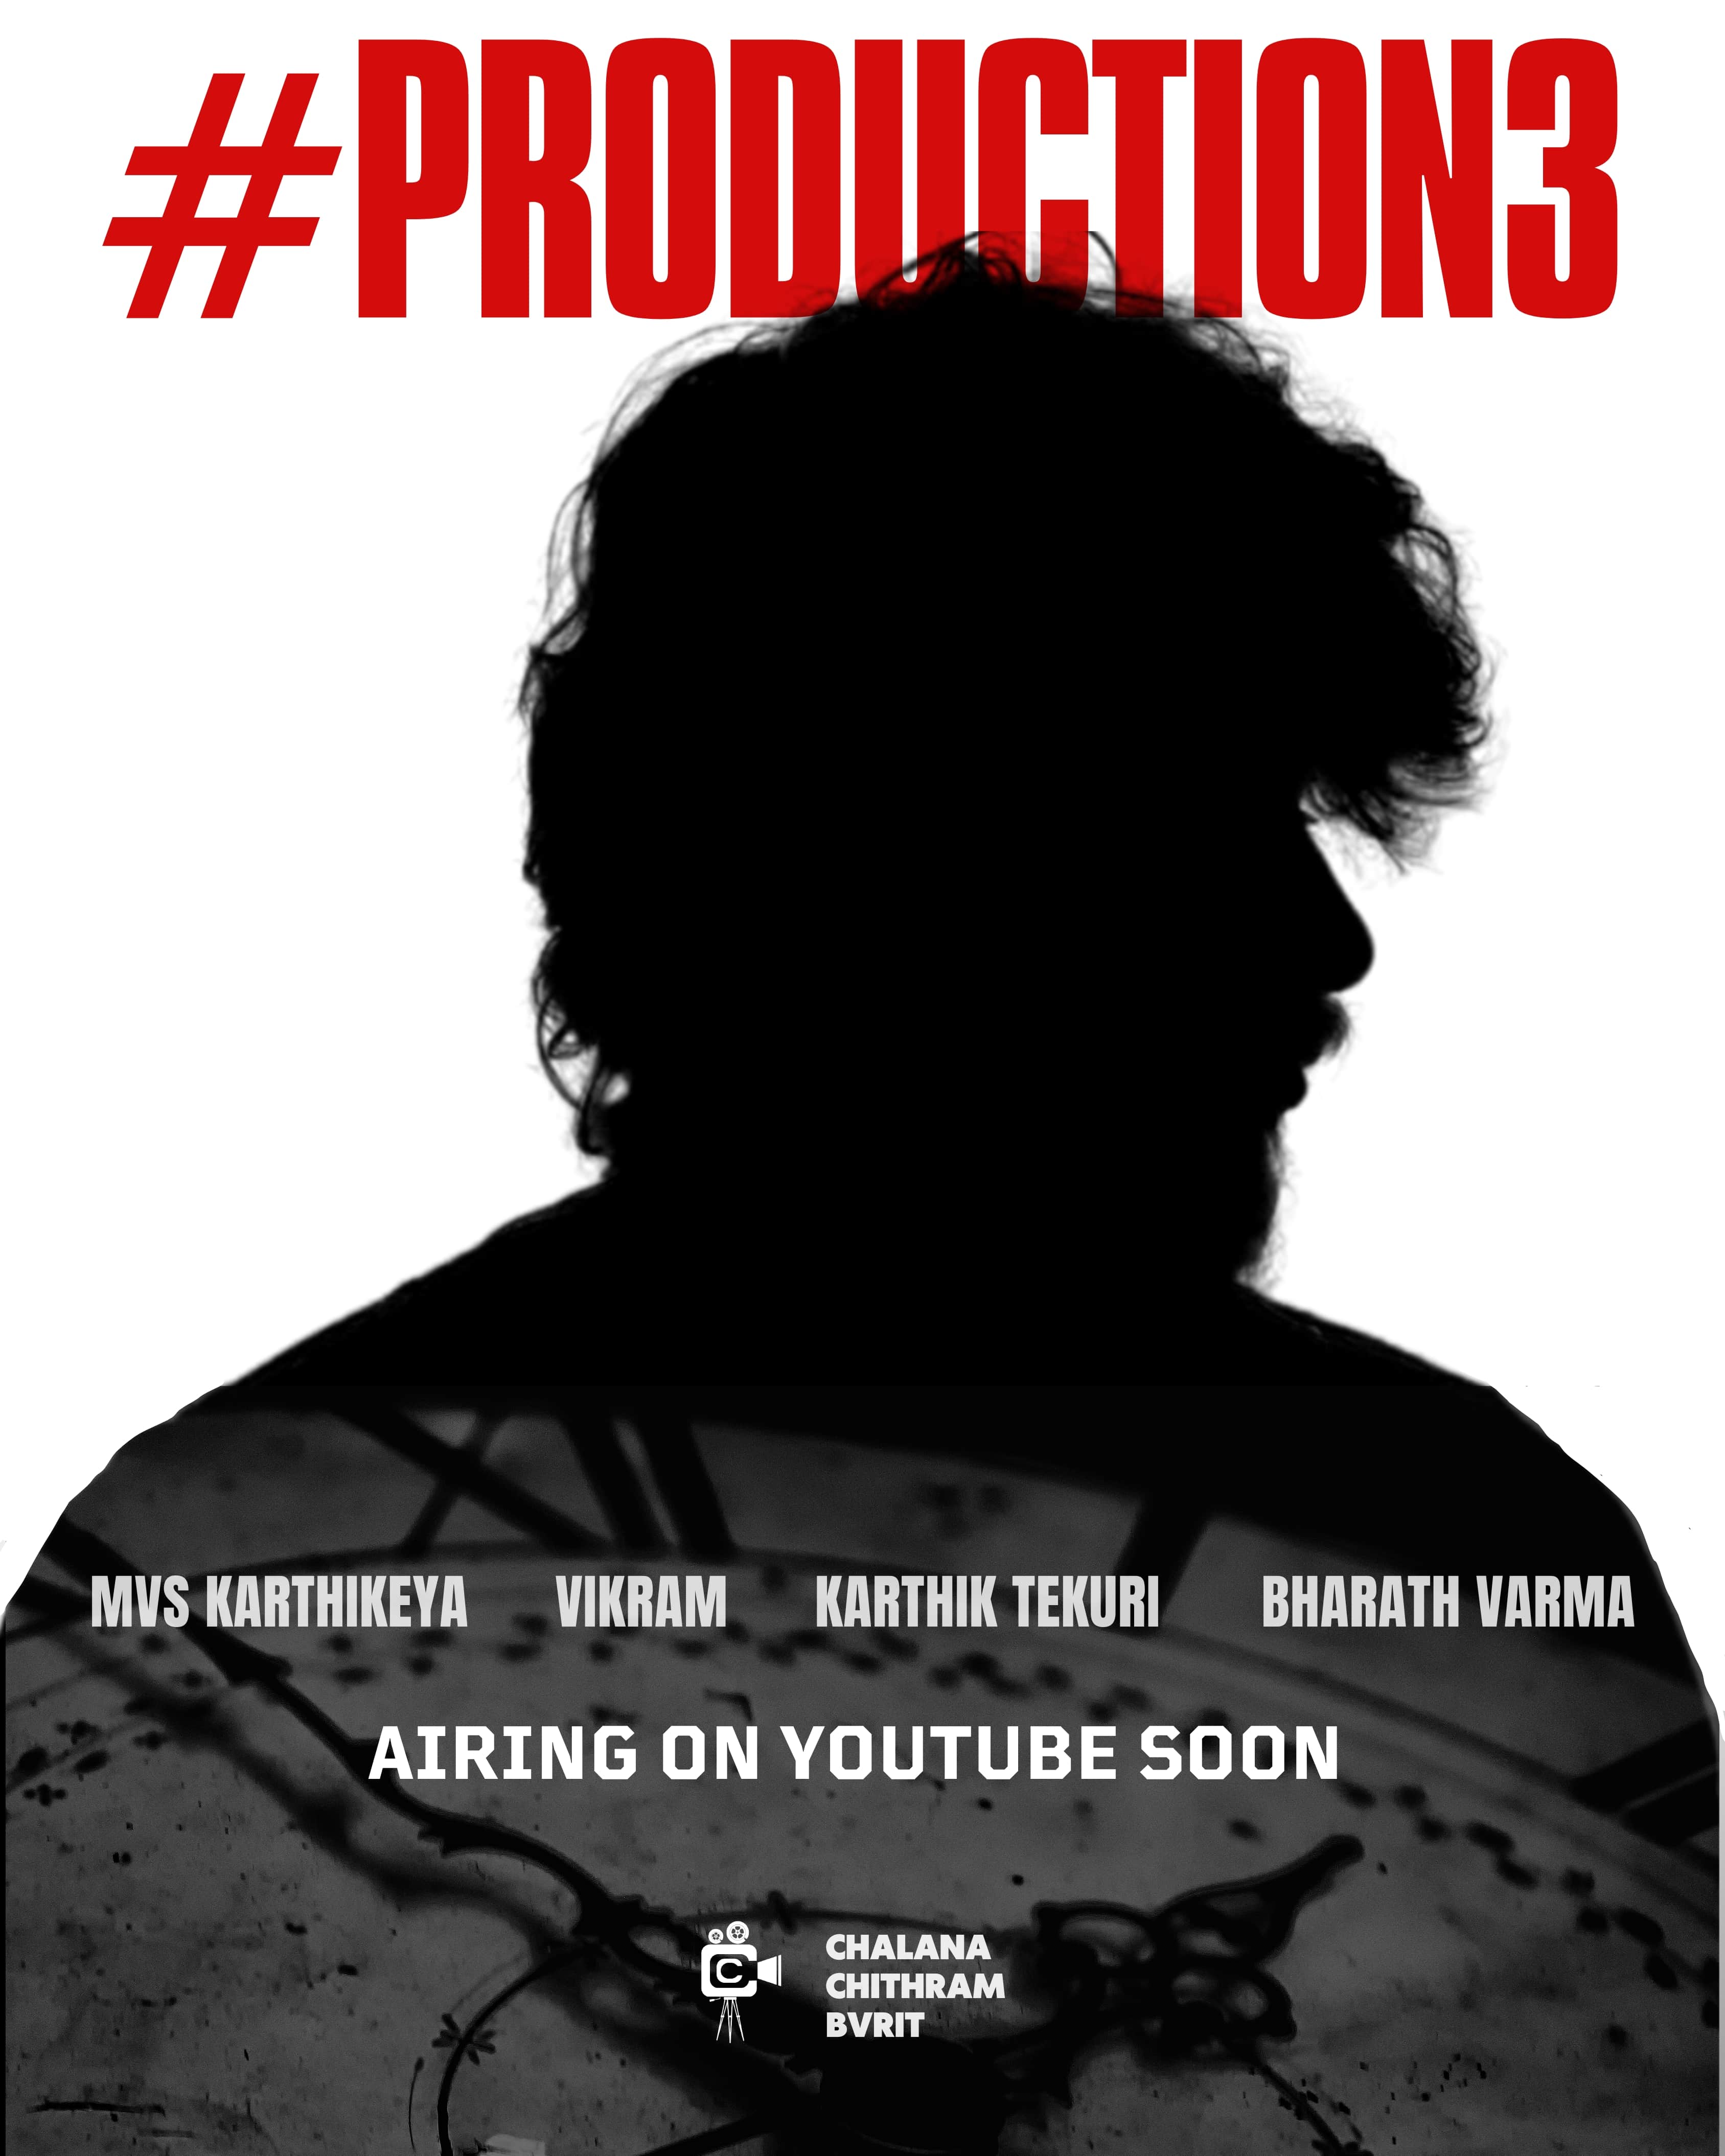 #PRODUCTION3
MVS KARTHIKEYA VIKRAM KARTHIK TEKURI BHARATH VARMA
AIRING ON YOUTUBE SOON
C
CHALANA
CHITHRAM
BVRIT